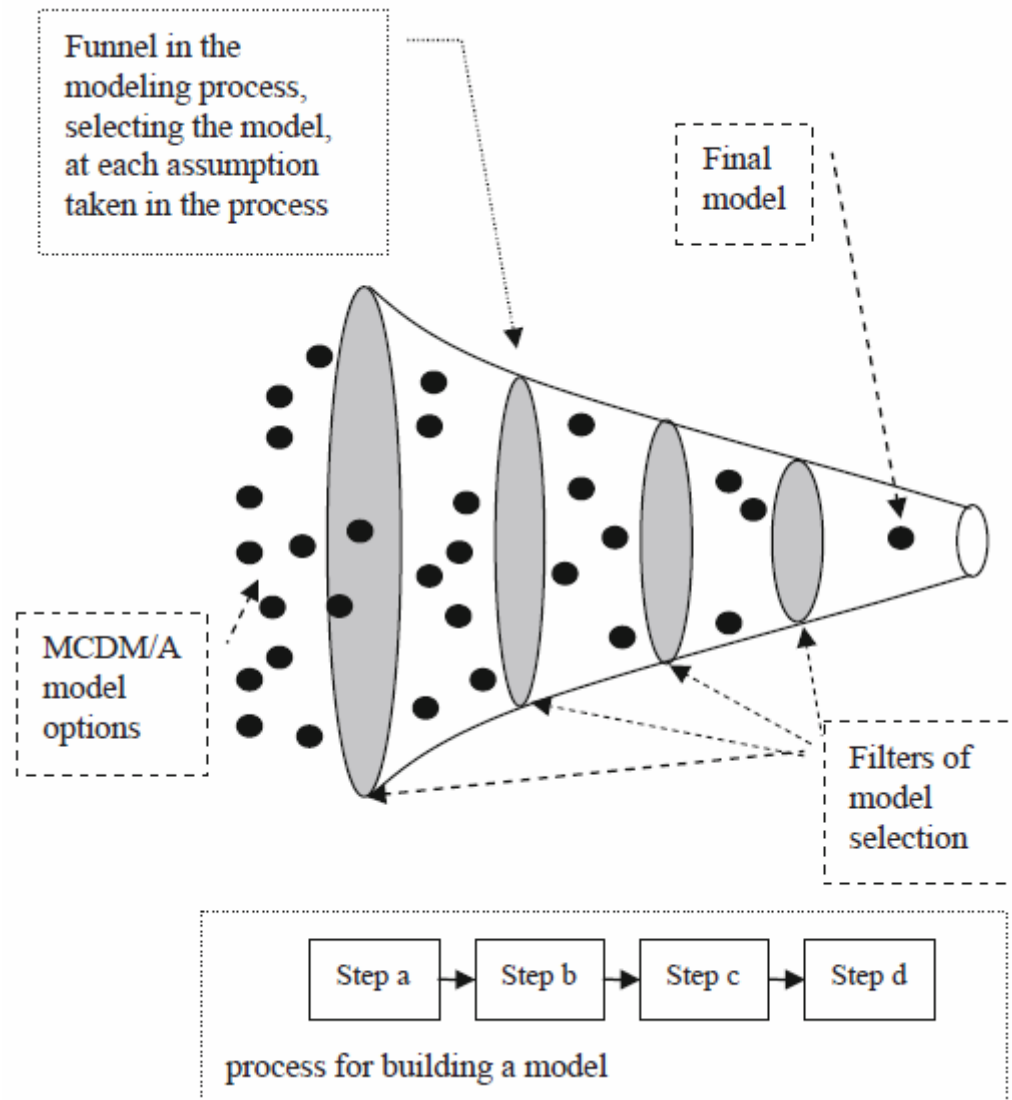 Funnel in the
modeling process,
selecting the model,
at each assumption
taken in the process
Final
model
MCDM/A
model
options
Filters of
model
selection
Step a
Step b
Step c
Step d
process for building a model